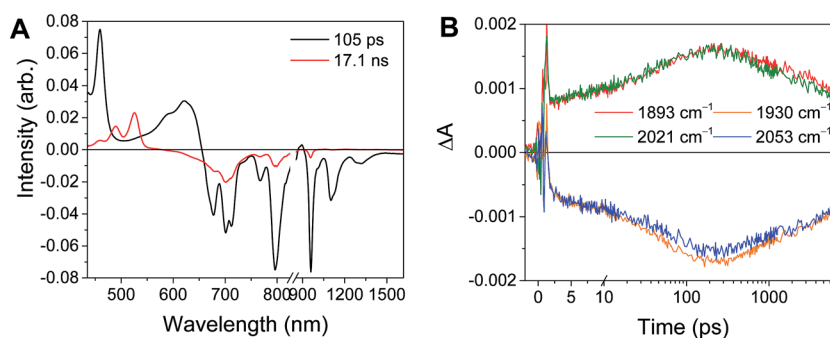 A
0.08
0.06
0.04
0.02
0.00
-0.02
-0.04
-0.06
-0.08
Intensity (arb.)
105 ps
17.1 ns
500 600 700 800 900 1200 1500
Wavelength (nm)
B
0.002
0.001
0.000
-0.001
-0.002
ΔA
1893 cm⁻¹ 1930 cm⁻¹
2021 cm⁻¹ 2053 cm⁻¹
0 5 10 100 1000
Time (ps)